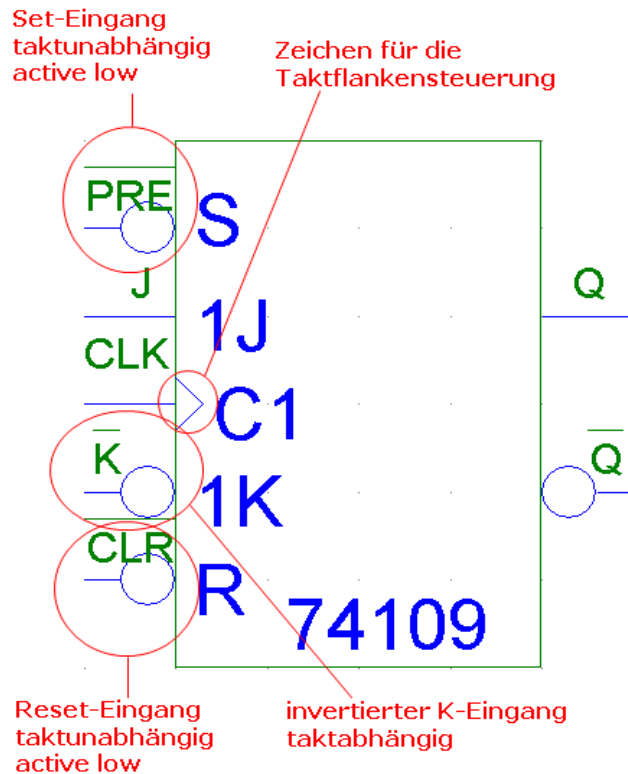 Set-Eingang
taktunabhängig
active low
Zeichen für die
Taktflankensteuerung
PRE
S
J
1J
Q
CLK
C1
K
1K
Q
CLR
R
74109
Reset-Eingang
taktunabhängig
active low
invertierter K-Eingang
taktabhängig